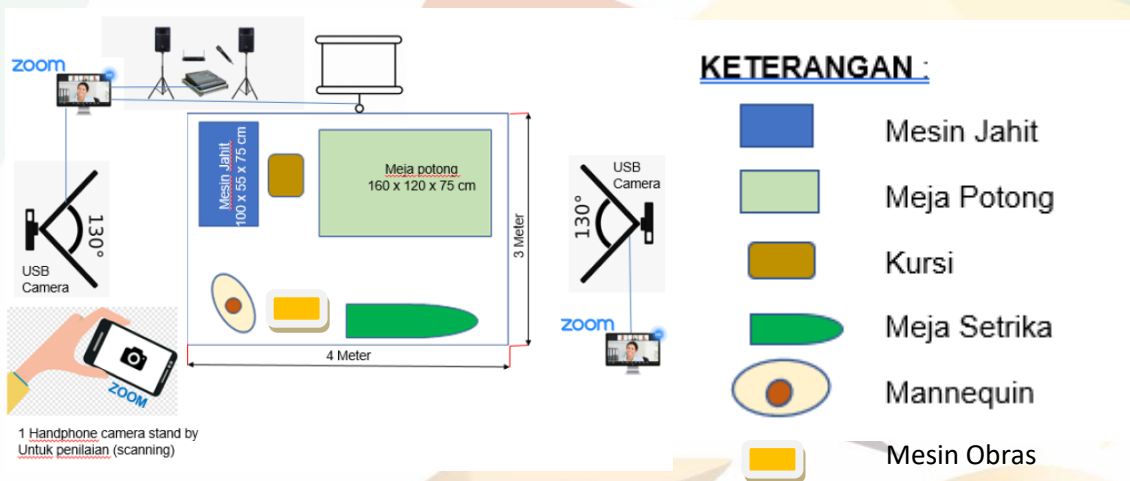 zoom
USB
Camera
130°
Mesin Jahit
100 x 55 x 75 cm
Meja potong
160 x 120 x 75 cm
3 Meter
4 Meter
ZOOM
1 Handphone camera stand by
Untuk penilaian (scanning)
USB
Camera
130°
zoom
KETERANGAN :
Mesin Jahit
Meja Potong
Kursi
Meja Setrika
Mannequin
Mesin Obras